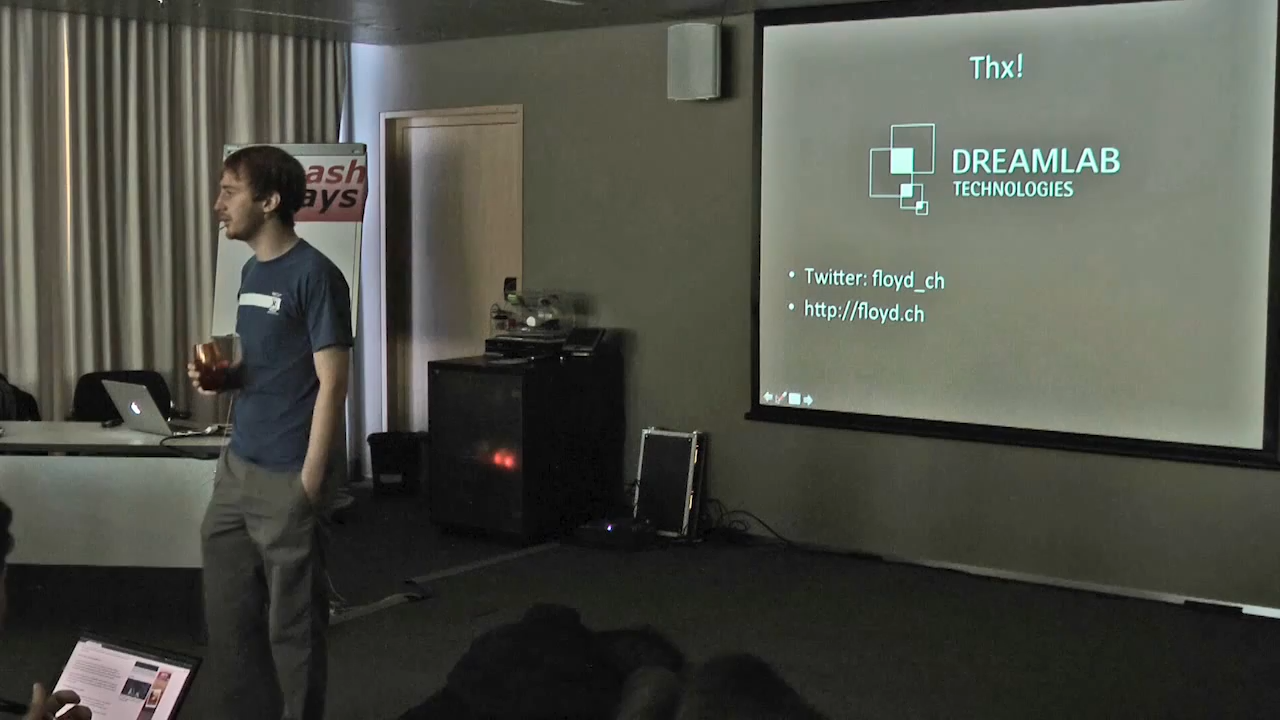 Thx!
DREAMLAB
TECHNOLOGIES
• Twitter: floyd_ch
• http://floyd.ch
ash
ays